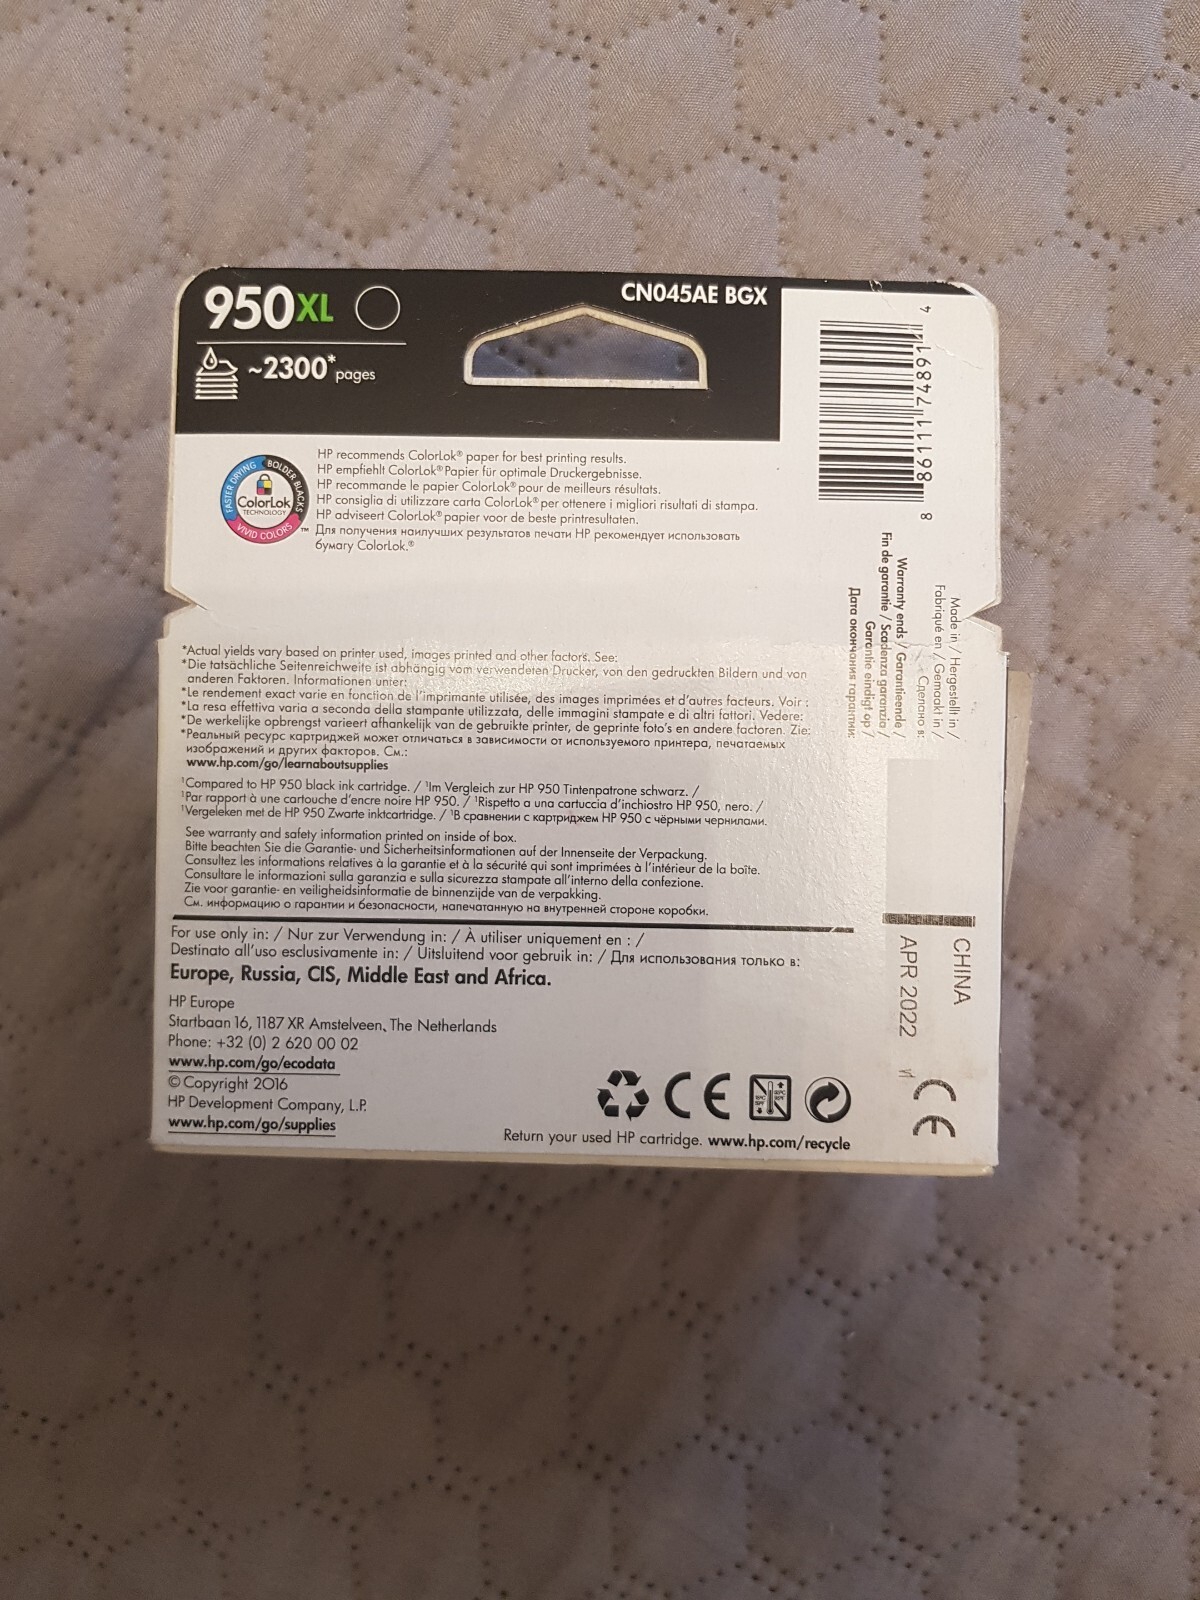 950XL
~2300* pages
CN045AE BGX
HP recommends ColorLok® paper for best printing results.
HP empfiehlt ColorLok® Papier für optimale Druckergebnisse.
HP recommande le papier ColorLok® pour de meilleurs résultats.
HP consiglia di utilizzare carta ColorLok® per ottenere i migliori risultati di stampa.
HP adviseert ColorLok® papier voor de beste printresultaten.
Для получения наилучших результатов печати HP рекомендует использовать
бумагу ColorLok.®
FASTER DRYING
BOLDER BLACKS
ColorLok
TECHNOLOGY
VIVID COLORS
™
*Actual yields vary based on printer used, images printed and other factors. See:
*Die tatsächliche Seitenreichweite ist abhängig vom verwendeten Drucker, von den gedruckten Bildern und von
anderen Faktoren. Informationen unter:
*Le rendement exact varie en fonction de l'imprimante utilisée, des images imprimées et d'autres facteurs. Voir :
*La resa effettiva varia a seconda della stampante utilizzata, delle immagini stampate e di altri fattori. Vedere:
*De werkelijke opbrengst varieert afhankelijk van de gebruikte printer, de geprinte foto's en andere factoren. Zie:
*Реальный ресурс картриджей может отличаться в зависимости от используемого принтера, печатаемых
изображений и других факторов. См.:
www.hp.com/go/learnaboutsupplies
¹Compared to HP 950 black ink cartridge. / ¹Im Vergleich zur HP 950 Tintenpatrone schwarz. /
¹Par rapport à une cartouche d'encre noire HP 950. / ¹Rispetto a una cartuccia d'inchiostro HP 950, nero. /
¹Vergeleken met de HP 950 Zwarte inktcartridge. / ¹В сравнении с картриджем HP 950 с чёрными чернилами.
See warranty and safety information printed on inside of box.
Bitte beachten Sie die Garantie- und Sicherheitsinformationen auf der Innenseite der Verpackung.
Consultez les informations relatives à la garantie et à la sécurité qui sont imprimées à l'intérieur de la boîte.
Consultare le informazioni sulla garanzia e sulla sicurezza stampate all'interno della confezione.
Zie voor garantie- en veiligheidsinformatie de binnenzijde van de verpakking.
См. информацию о гарантии и безопасности, напечатанную на внутренней стороне коробки.
For use only in: / Nur zur Verwendung in: / À utiliser uniquement en : /
Destinato all'uso esclusivamente in: / Uitsluitend voor gebruik in: / Для использования только в:
Europe, Russia, CIS, Middle East and Africa.
HP Europe
Startbaan 16, 1187 XR Amstelveen, The Netherlands
Phone: +32 (0) 2 620 00 02
www.hp.com/go/ecodata
© Copyright 2016
HP Development Company, L.P.
www.hp.com/go/supplies
CE
Return your used HP cartridge. www.hp.com/recycle
8 86111 74891 4
Made in / Hergestellt in /
Fabriqué en / Gemaakt in /
Сделано в:
Warranty ends / Garantieende /
Fin de garantie / Scadenza garanzia /
Garantie eindigt op /
Дата окончания гарантии:
CHINA
APR 2022
CE